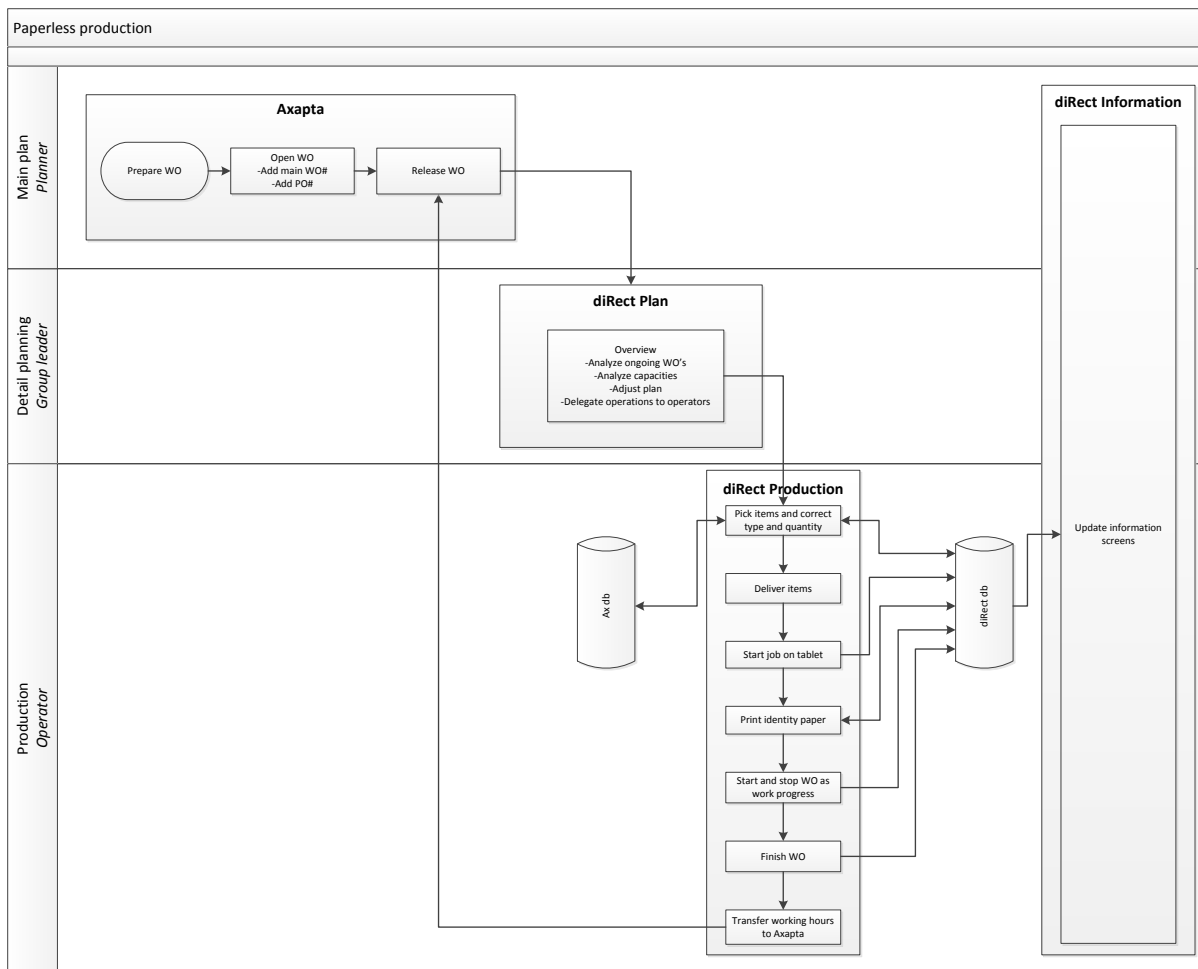 Paperless production
Main plan
Planner
Axapta
Prepare WO
Open WO
-Add main WO#
-Add PO#
Release WO
diRect Information
Update information
screens
Detail planning
Group leader
diRect Plan
Overview
-Analyze ongoing WO's
-Analyze capacities
-Adjust plan
-Delegate operations to operators
Production
Operator
diRect Production
Pick items and correct
type and quantity
Deliver items
Start job on tablet
Print identity paper
Start and stop WO as
work progress
Finish WO
Transfer working hours
to Axapta
Ax db
diRect db